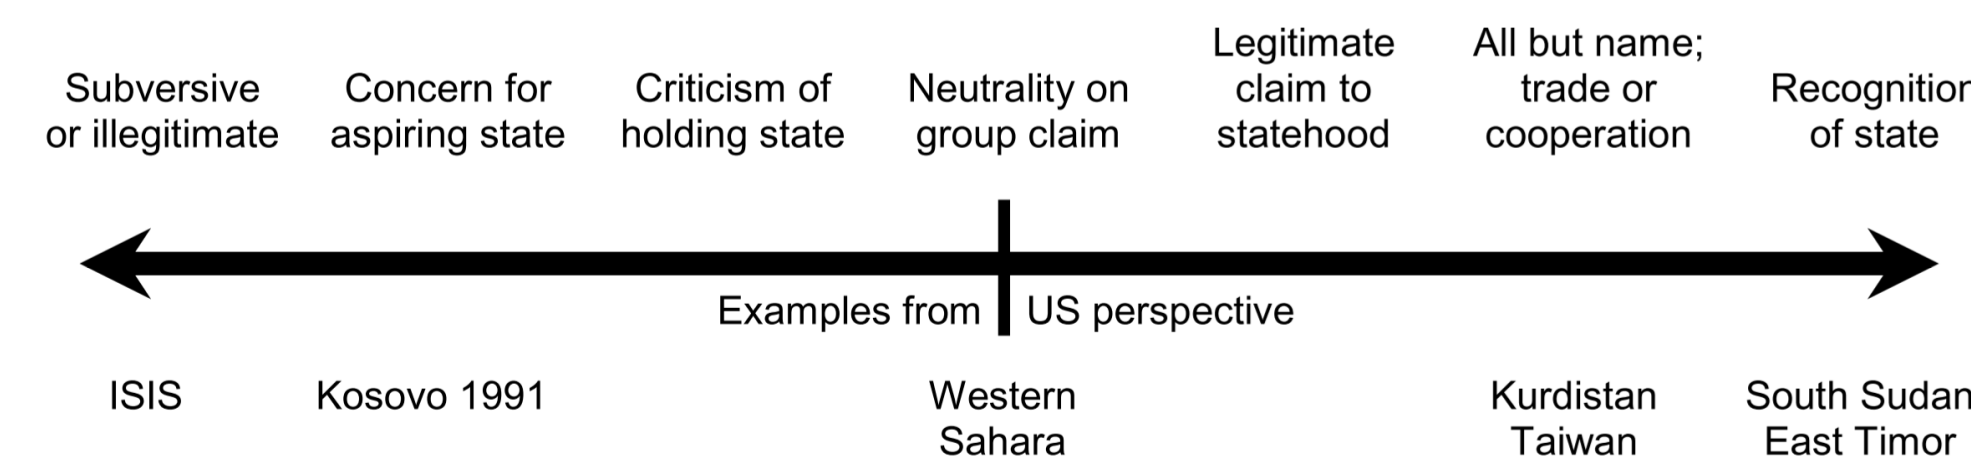 Subversive
or illegitimate
Concern for
aspiring state
Criticism of
holding state
Neutrality on
group claim
Legitimate
claim to
statehood
All but name;
trade or
cooperation
Recognition
of state
Examples from US perspective
ISIS
Kosovo 1991
Western
Sahara
Kurdistan
Taiwan
South Sudan
East Timor